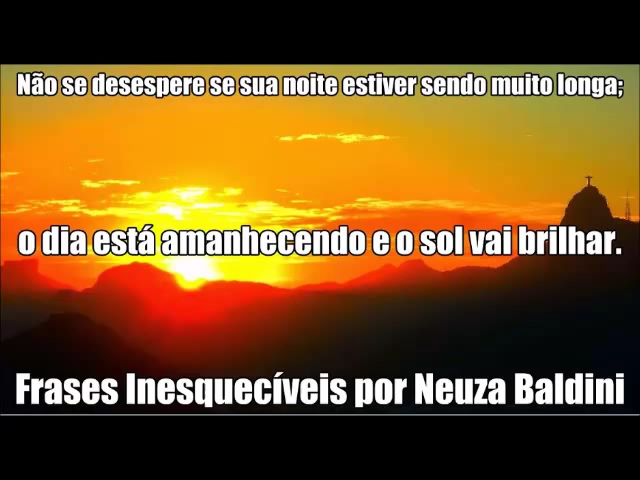 Não se desespere se sua noite estiver sendo muito longa;
o dia está amanhecendo e o sol vai brilhar.
Frases Inesquecíveis por Neuza Baldini